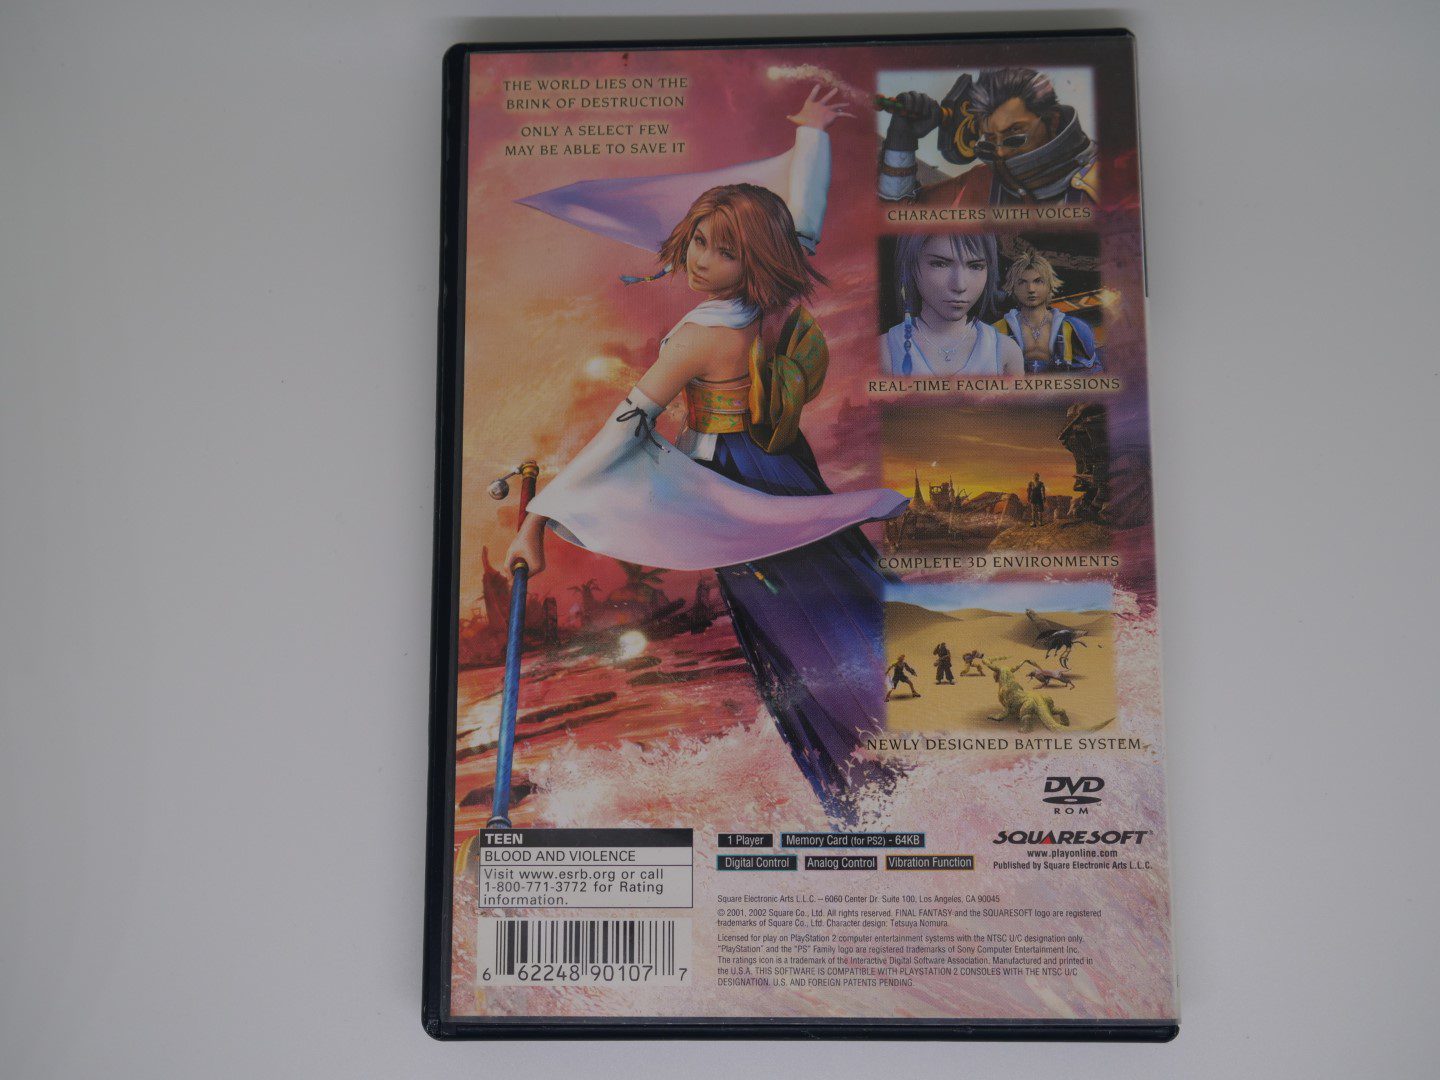 THE WORLD LIES ON THE
BRINK OF DESTRUCTION
ONLY A SELECT FEW
MAY BE ABLE TO SAVE IT
CHARACTERS WITH VOICES
REAL-TIME FACIAL EXPRESSIONS
COMPLETE 3D ENVIRONMENTS
NEWLY DESIGNED BATTLE SYSTEM
DVD
ROM
TEEN
BLOOD AND VIOLENCE
Visit www.esrb.org or call
1-800-771-3772 for Rating
information.
6 62248 90107 7
1 Player
Memory Card (for PS2) - 64KB
Digital Control
Analog Control
Vibration Function
SQUARESOFT
www.playonline.com
Published by Square Electronic Arts L.L.C.
Square Electronic Arts L.L.C. – 6060 Center Dr. Suite 100, Los Angeles, CA 90045
© 2001, 2002 Square Co., Ltd. All rights reserved. FINAL FANTASY and the SQUARESOFT logo are registered
trademarks of Square Co., Ltd. Character design: Tetsuya Nomura
Licensed for play on PlayStation 2 computer entertainment systems with the NTSC U/C designation only.
"PlayStation" and the "PS" Family logo are registered trademarks of Sony Computer Entertainment Inc.
The ratings icon is a trademark of the Interactive Digital Software Association. Manufactured and printed in
the U.S.A. THIS SOFTWARE IS COMPATIBLE WITH PLAYSTATION 2 CONSOLES WITH THE NTSC U/C
DESIGNATION. U.S. AND FOREIGN PATENTS PENDING.